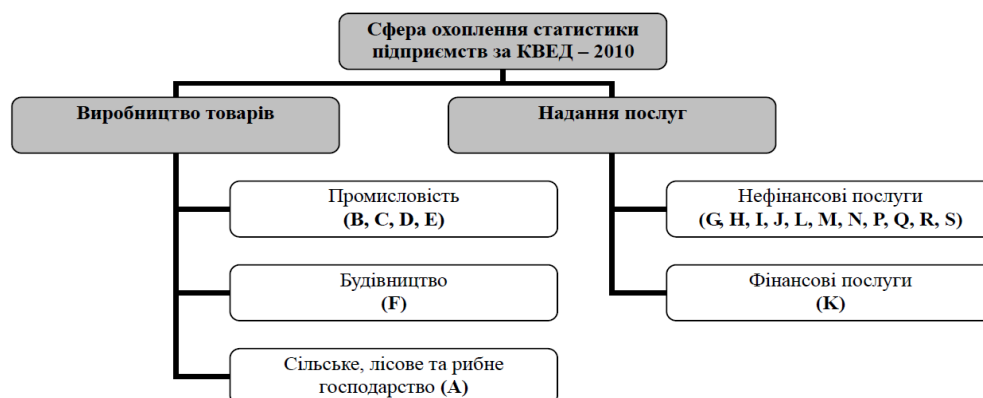 Сфера охоплення статистики
підприємств за КВЕД – 2010
Виробництво товарів
Надання послуг
Промисловість
(B, C, D, E)
Нефінансові послуги
(G, H, I, J, L, M, N, P, Q, R, S)
Будівництво
(F)
Фінансові послуги
(K)
Сільське, лісове та рибне
господарство (A)